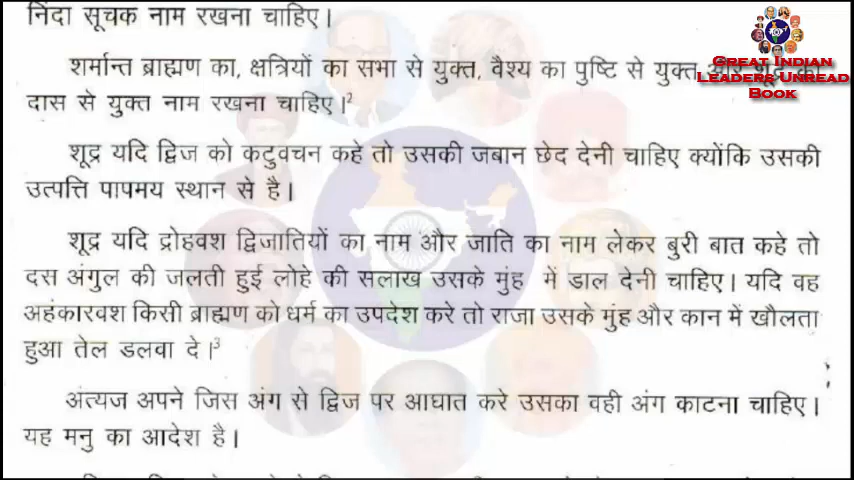 निंदा सूचक नाम रखना चाहिए।
Great Indian
Leaders Unread
Book
शर्मान्त ब्राह्मण का, क्षत्रियों का सभा से युक्त, वैश्य का पुष्टि से युक्त
दास से युक्त नाम रखना चाहिए।²
शूद्र यदि द्विज को कटुवचन कहे तो उसकी जबान छेद देनी चाहिए क्योंकि उसकी
उत्पत्ति पापमय स्थान से है।
शूद्र यदि द्रोहवश द्विजातियों का नाम और जाति का नाम लेकर बुरी बात कहे तो
दस अंगुल की जलती हुई लोहे की सलाख उसके मुंह में डाल देनी चाहिए। यदि वह
अहंकारवश किसी ब्राह्मण को धर्म का उपदेश करे तो राजा उसके मुंह और कान में खौलता
हुआ तेल डलवा दे।³
अंत्यज अपने जिस अंग से द्विज पर आघात करे उसका वही अंग काटना चाहिए।
यह मनु का आदेश है।